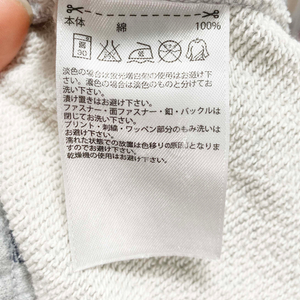 本体 綿 100%
30
淡色の場合は蛍光増白剤の使用はお避け下
さい。濃色の場合は淡色のものと分けてお
洗い下さい。
漬け置きはお避け下さい。
ファスナー・面ファスナー・釦・バックルは
閉じてお洗い下さい。
プリント・刺繍・ワッペン部分のもみ洗いは
お避け下さい。
濡れた状態での放置は色移りの原因となりま
すのでお避け下さい。
乾燥機の使用はお避け下さい。